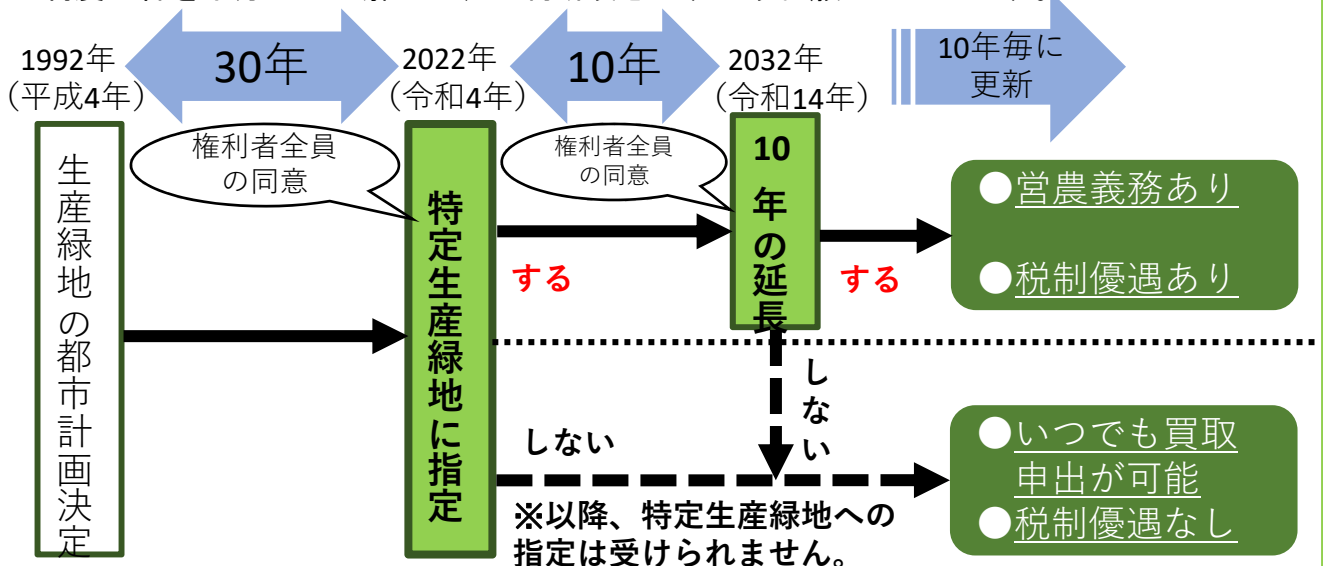 1992年
（平成4年）
30年
2022年
（令和4年）
10年
2032年
（令和14年）
10年毎に
更新
生産緑地の都市計画決定
権利者全員
の同意
特定生産緑地に指定
権利者全員
の同意
10
年の延長
する
する
●営農義務あり
●税制優遇あり
しない
しない
※以降、特定生産緑地への
指定は受けられません。
●いつでも買取
申出が可能
●税制優遇なし